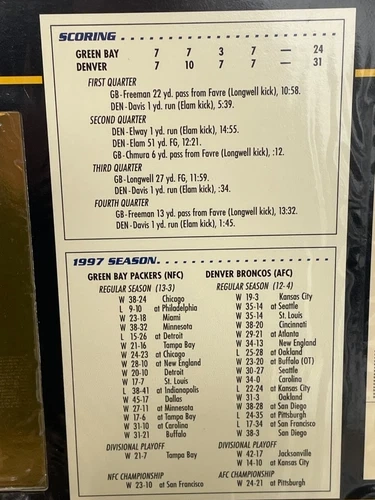 SCORING
GREEN BAY 7 7 3 7 — 24
DENVER 7 10 7 7 — 31
FIRST QUARTER
GB-Freeman 22 yd. pass from Favre (Longwell kick), 10:58.
DEN-Davis 1 yd. run (Elam kick), 5:39.
SECOND QUARTER
DEN-Elway 1 yd. run (Elam kick), 14:55.
DEN-Elam 51 yd. FG, 12:21.
GB-Chmura 6 yd. pass from Favre (Longwell kick), :12.
THIRD QUARTER
GB-Longwell 27 yd. FG, 11:59.
DEN-Davis 1 yd. run (Elam kick), :34.
FOURTH QUARTER
GB-Freeman 13 yd. pass from Favre (Longwell kick), 13:32.
DEN-Davis 1 yd. run (Elam kick), 1:45.
1997 SEASON
GREEN BAY PACKERS (NFC)
REGULAR SEASON (13-3)
W 38-24 Chicago
L 9-10 at Philadelphia
W 23-18 Miami
W 38-32 Minnesota
L 15-26 at Detroit
W 21-16 Tampa Bay
W 24-23 at Chicago
W 28-10 at New England
W 20-10 Detroit
W 17-7 St. Louis
L 38-41 at Indianapolis
W 45-17 Dallas
W 27-11 at Minnesota
W 17-6 at Tampa Bay
W 31-10 at Carolina
W 31-21 Buffalo
DIVISIONAL PLAYOFF
W 21-7 Tampa Bay
NFC CHAMPIONSHIP
W 23-10 at San Francisco
DENVER BRONCOS (AFC)
REGULAR SEASON (12-4)
W 19-3 Kansas City
W 35-14 at Seattle
W 35-14 St. Louis
W 38-20 Cincinnati
W 29-21 at Atlanta
W 34-13 New England
L 25-28 at Oakland
W 23-20 at Buffalo (OT)
W 30-27 Seattle
W 34-0 Carolina
L 22-24 at Kansas City
W 31-3 Oakland
W 38-28 at San Diego
L 24-35 at Pittsburgh
L 17-34 at San Francisco
W 38-3 San Diego
DIVISIONAL PLAYOFF
W 42-17 Jacksonville
W 14-10 at Kansas City
AFC CHAMPIONSHIP
W 24-21 at Pittsburgh